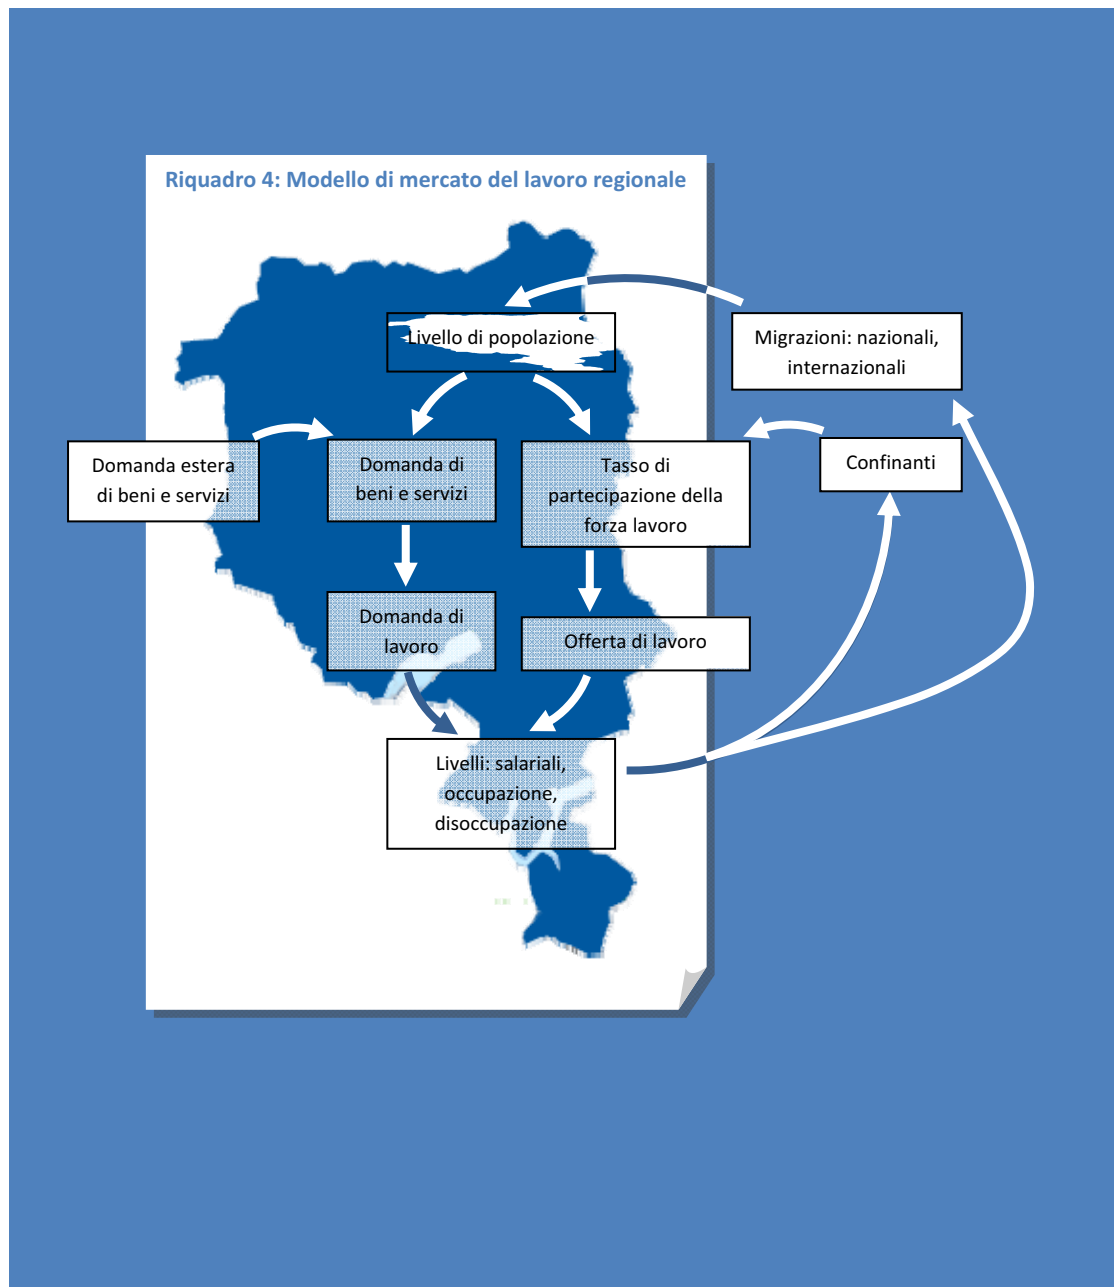 Riquadro 4: Modello di mercato del lavoro regionale
Livello di popolazione
Migrazioni: nazionali,
internazionali
Domanda estera
di beni e servizi
Domanda di
beni e servizi
Tasso di
partecipazione della
forza lavoro
Confinanti
Domanda di
lavoro
Offerta di lavoro
Livelli: salariali,
occupazione,
disoccupazione